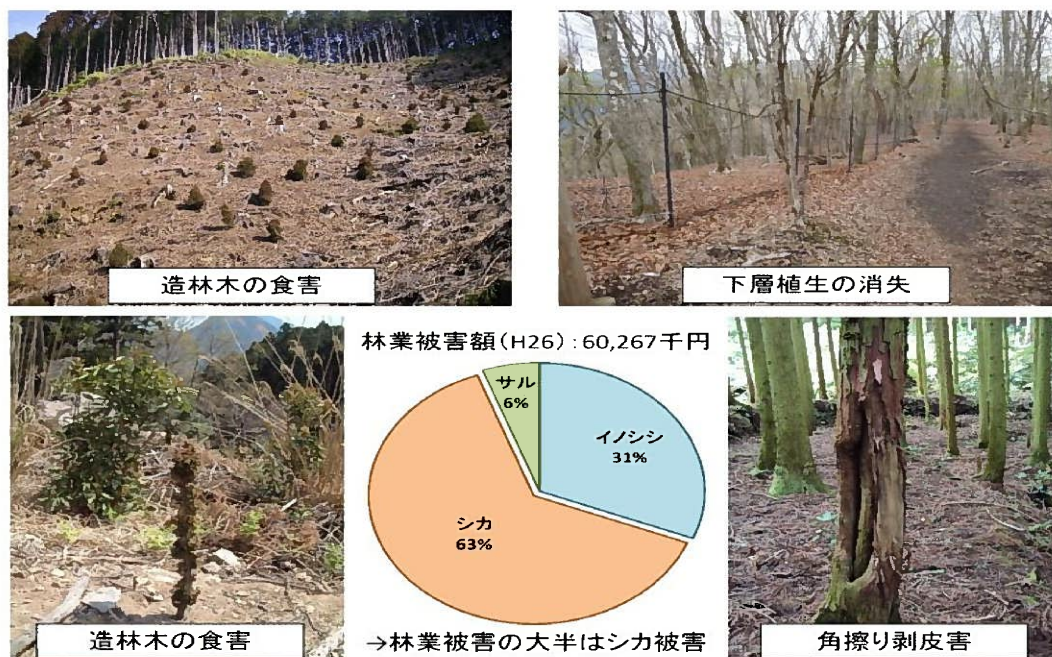 造林木の食害
下層植生の消失
林業被害額(H26):60,267千円
サル
6%
イノシシ
31%
シカ
63%
造林木の食害
→林業被害の大半はシカ被害
角擦り剥皮害